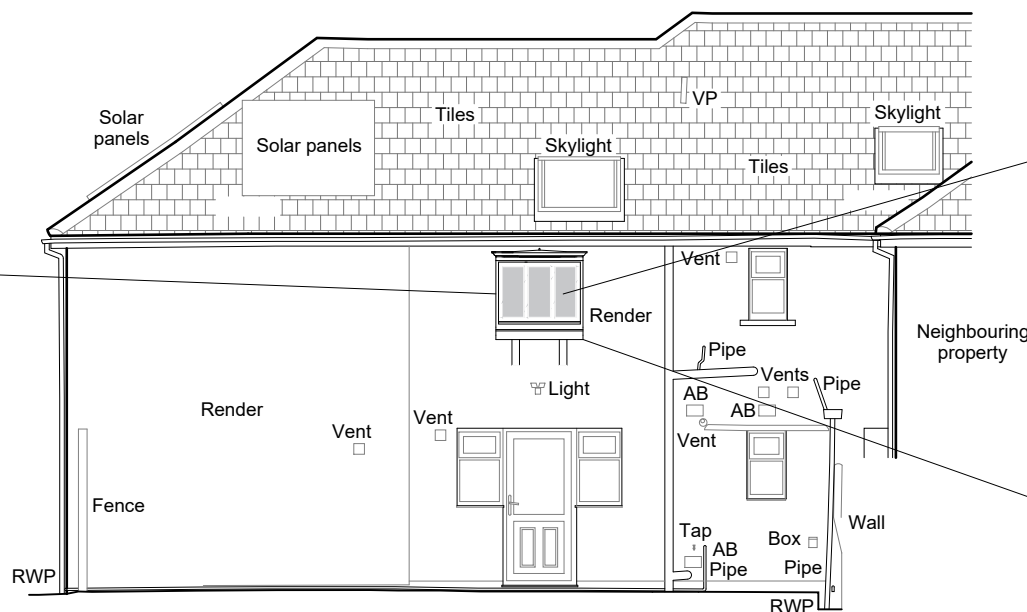 Solar
panels
Solar panels
Tiles
VP
Skylight
Skylight
Tiles
Vent
Render
Neighbouring
property
Pipe
Vents
Pipe
Light
AB
AB
Render
Vent
Vent
Vent
Fence
Wall
Tap
Box
AB
Pipe
Pipe
RWP
RWP